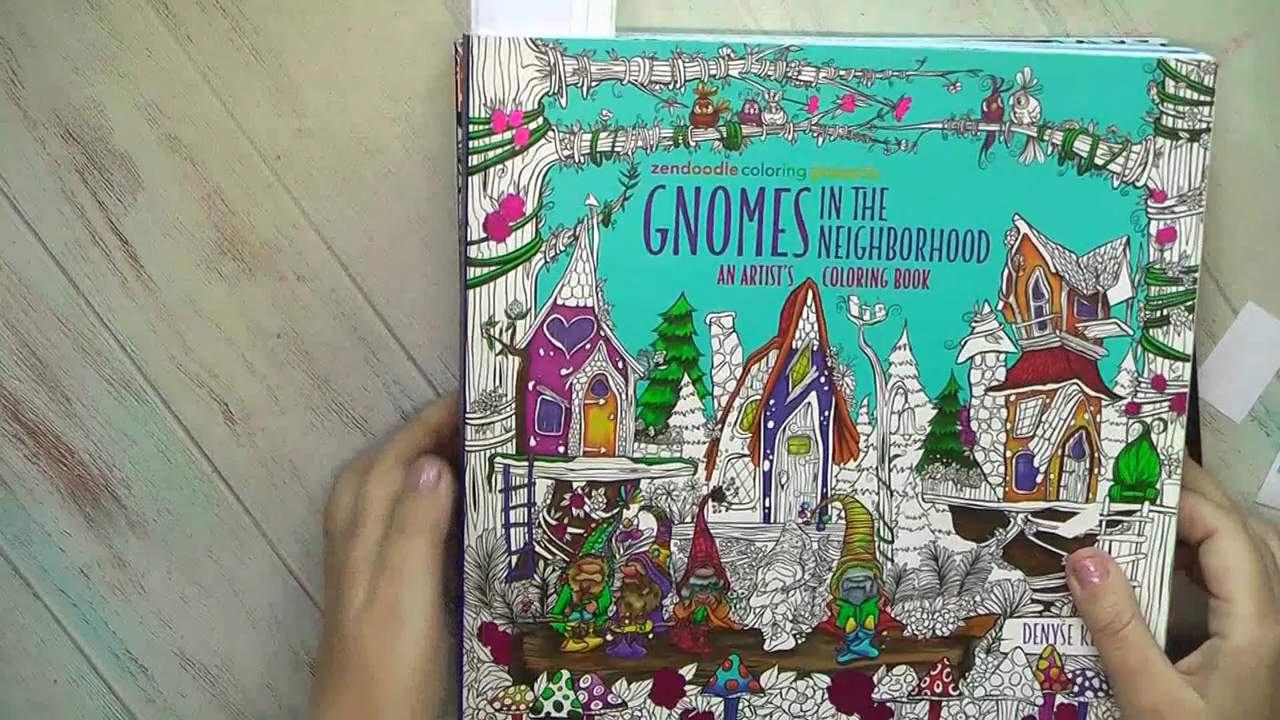 zendoodle coloring presents
GNOMES IN THE
NEIGHBORHOOD
AN ARTIST'S COLORING BOOK
DENYSE